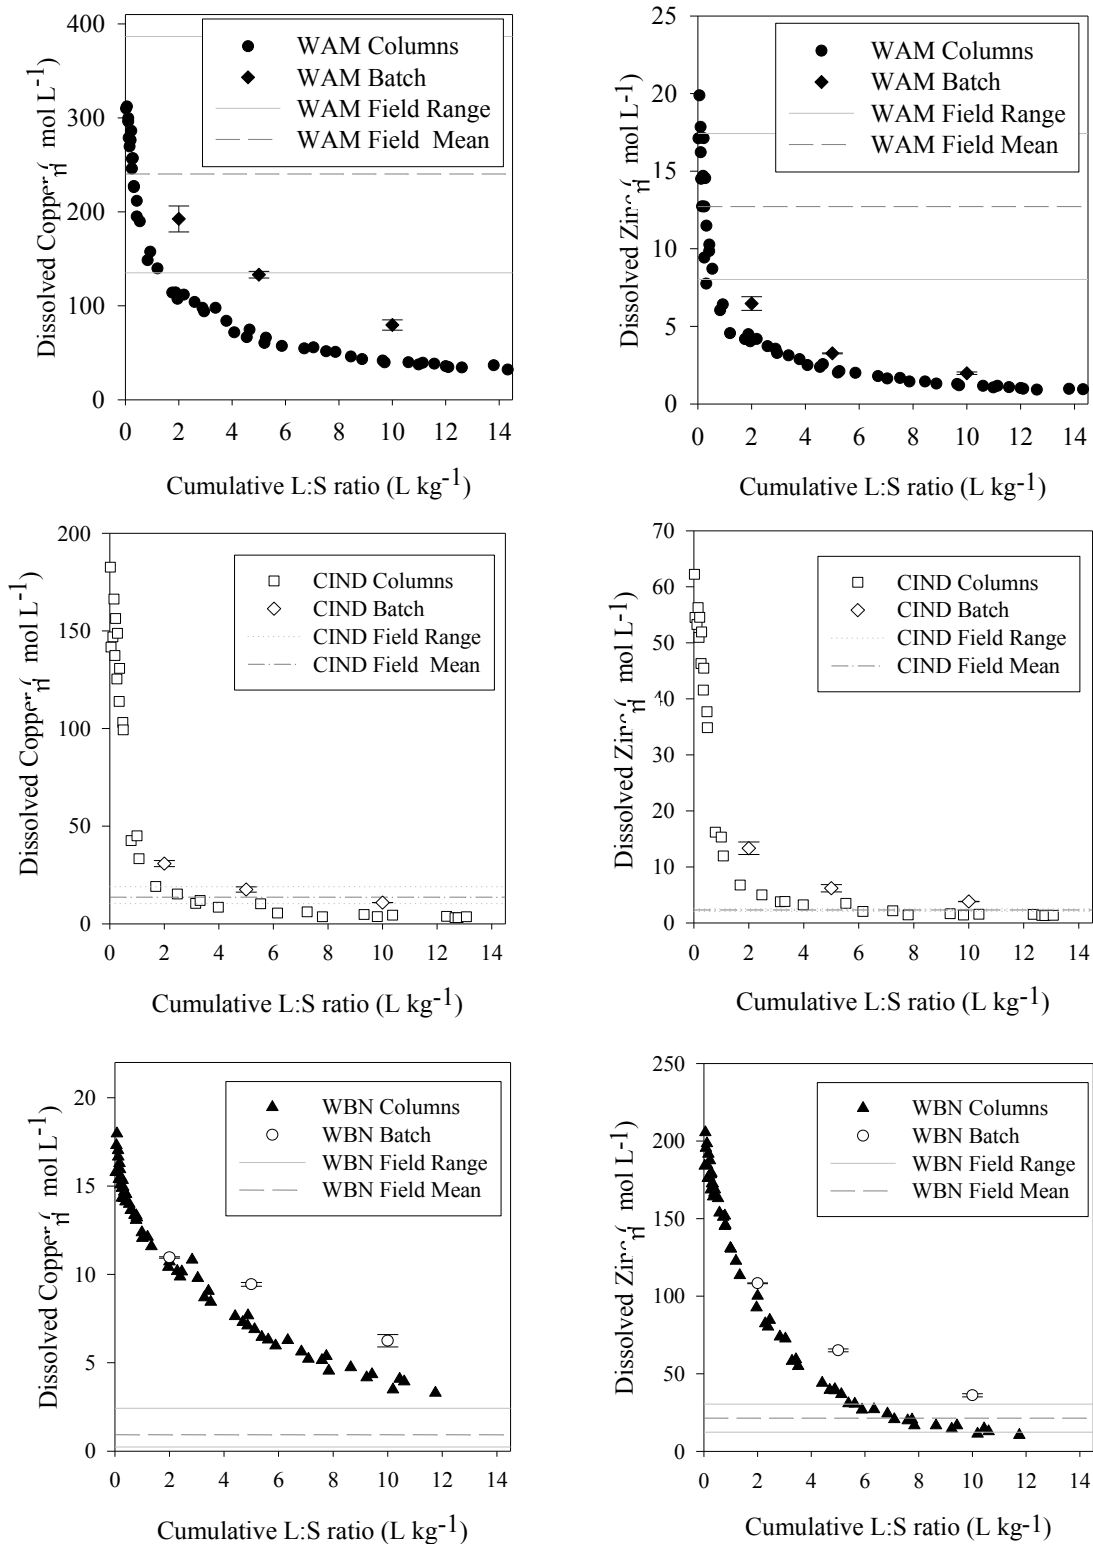 400
300
200
100
0
Dissolved Copper ( mol L-1)
WAM Columns
WAM Batch
WAM Field Range
WAM Field Mean
0 2 4 6 8 10 12 14
Cumulative L:S ratio (L kg-1)
25
20
15
10
5
0
Dissolved Zinc ( mol L-1)
WAM Columns
WAM Batch
WAM Field Range
WAM Field Mean
0 2 4 6 8 10 12 14
Cumulative L:S ratio (L kg-1)
200
150
100
50
0
Dissolved Copper ( mol L-1)
CIND Columns
CIND Batch
CIND Field Range
CIND Field Mean
0 2 4 6 8 10 12 14
Cumulative L:S ratio (L kg-1)
70
60
50
40
30
20
10
0
Dissolved Zinc ( mol L-1)
CIND Columns
CIND Batch
CIND Field Range
CIND Field Mean
0 2 4 6 8 10 12 14
Cumulative L:S ratio (L kg-1)
20
15
10
5
0
Dissolved Copper ( mol L-1)
WBN Columns
WBN Batch
WBN Field Range
WBN Field Mean
0 2 4 6 8 10 12 14
Cumulative L:S ratio (L kg-1)
250
200
150
100
50
0
Dissolved Zinc ( mol L-1)
WBN Columns
WBN Batch
WBN Field Range
WBN Field Mean
0 2 4 6 8 10 12 14
Cumulative L:S ratio (L kg-1)